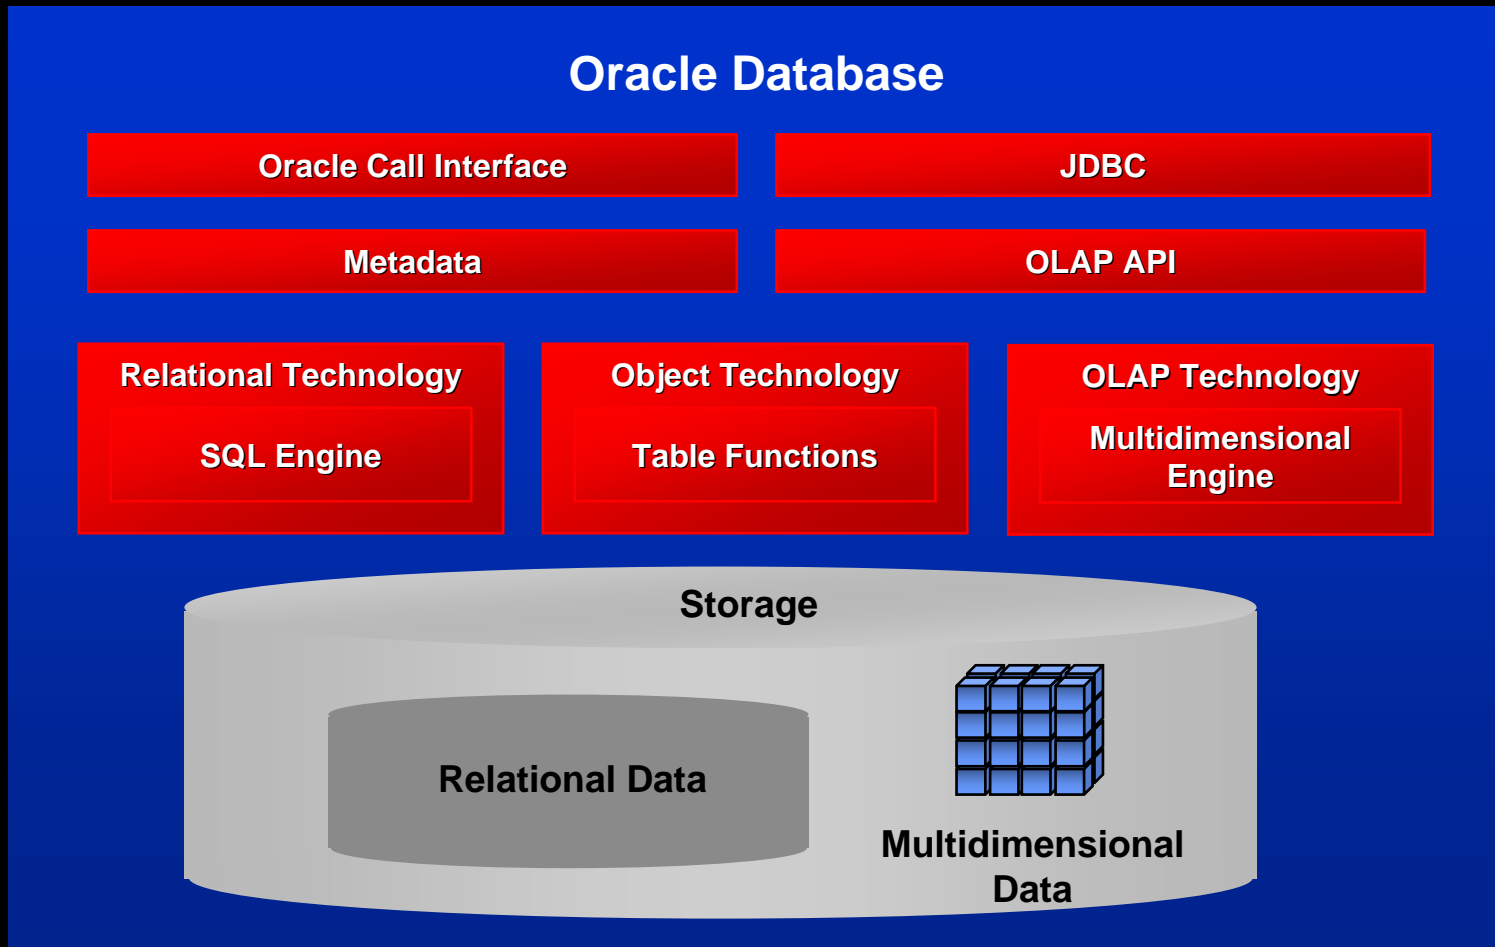 Oracle Database
Oracle Call Interface
JDBC
Metadata
OLAP API
Relational Technology
SQL Engine
Object Technology
Table Functions
OLAP Technology
Multidimensional
Engine
Storage
Relational Data
Multidimensional
Data